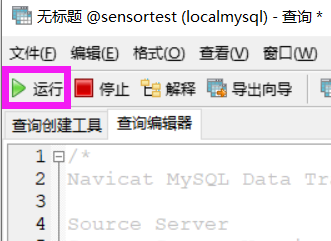 无标题 @sensortest (localmysql) - 查询 *
文件(F) 编辑(E) 格式(O) 查看(V) 窗口(W)
运行 停止 解释 导出向导
查询创建工具 查询编辑器
1 /*
2 Navicat MySQL Data Tra
3
4 Source Server